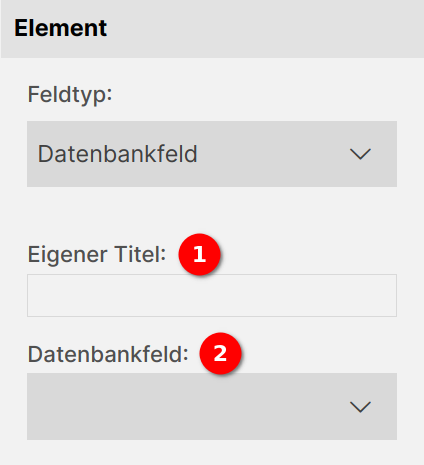 Element
Feldtyp:
Datenbankfeld
Eigener Titel: 1
Datenbankfeld: 2